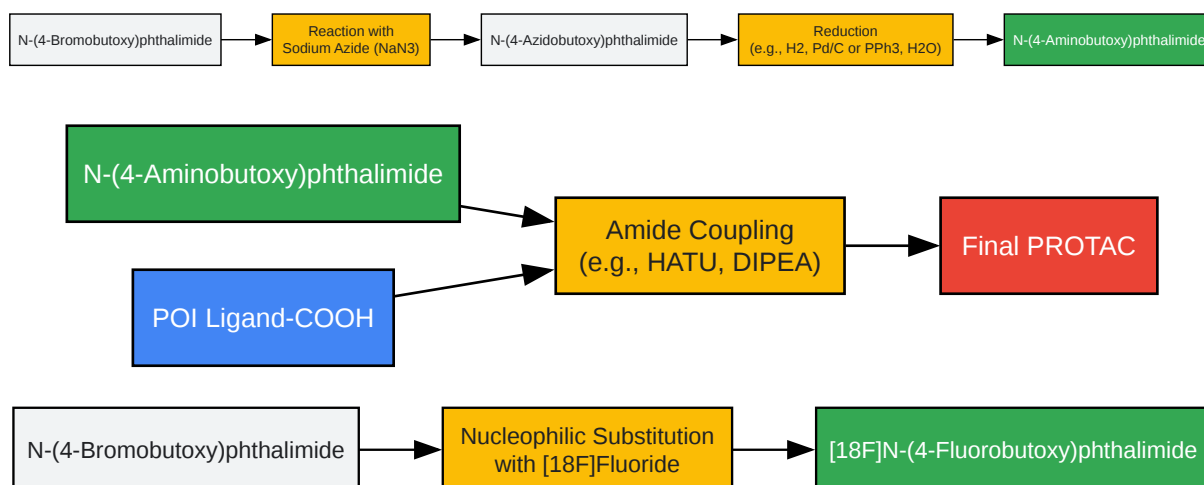 N-(4-Bromobutoxy)phthalimide
Reaction with
Sodium Azide (NaN3)
N-(4-Azidobutoxy)phthalimide
Reduction
(e.g., H2, Pd/C or PPh3, H2O)
N-(4-Aminobutoxy)phthalimide
N-(4-Aminobutoxy)phthalimide
POI Ligand-COOH
Amide Coupling
(e.g., HATU, DIPEA)
Final PROTAC
N-(4-Bromobutoxy)phthalimide
Nucleophilic Substitution
with [18F]Fluoride
[18F]N-(4-Fluorobutoxy)phthalimide